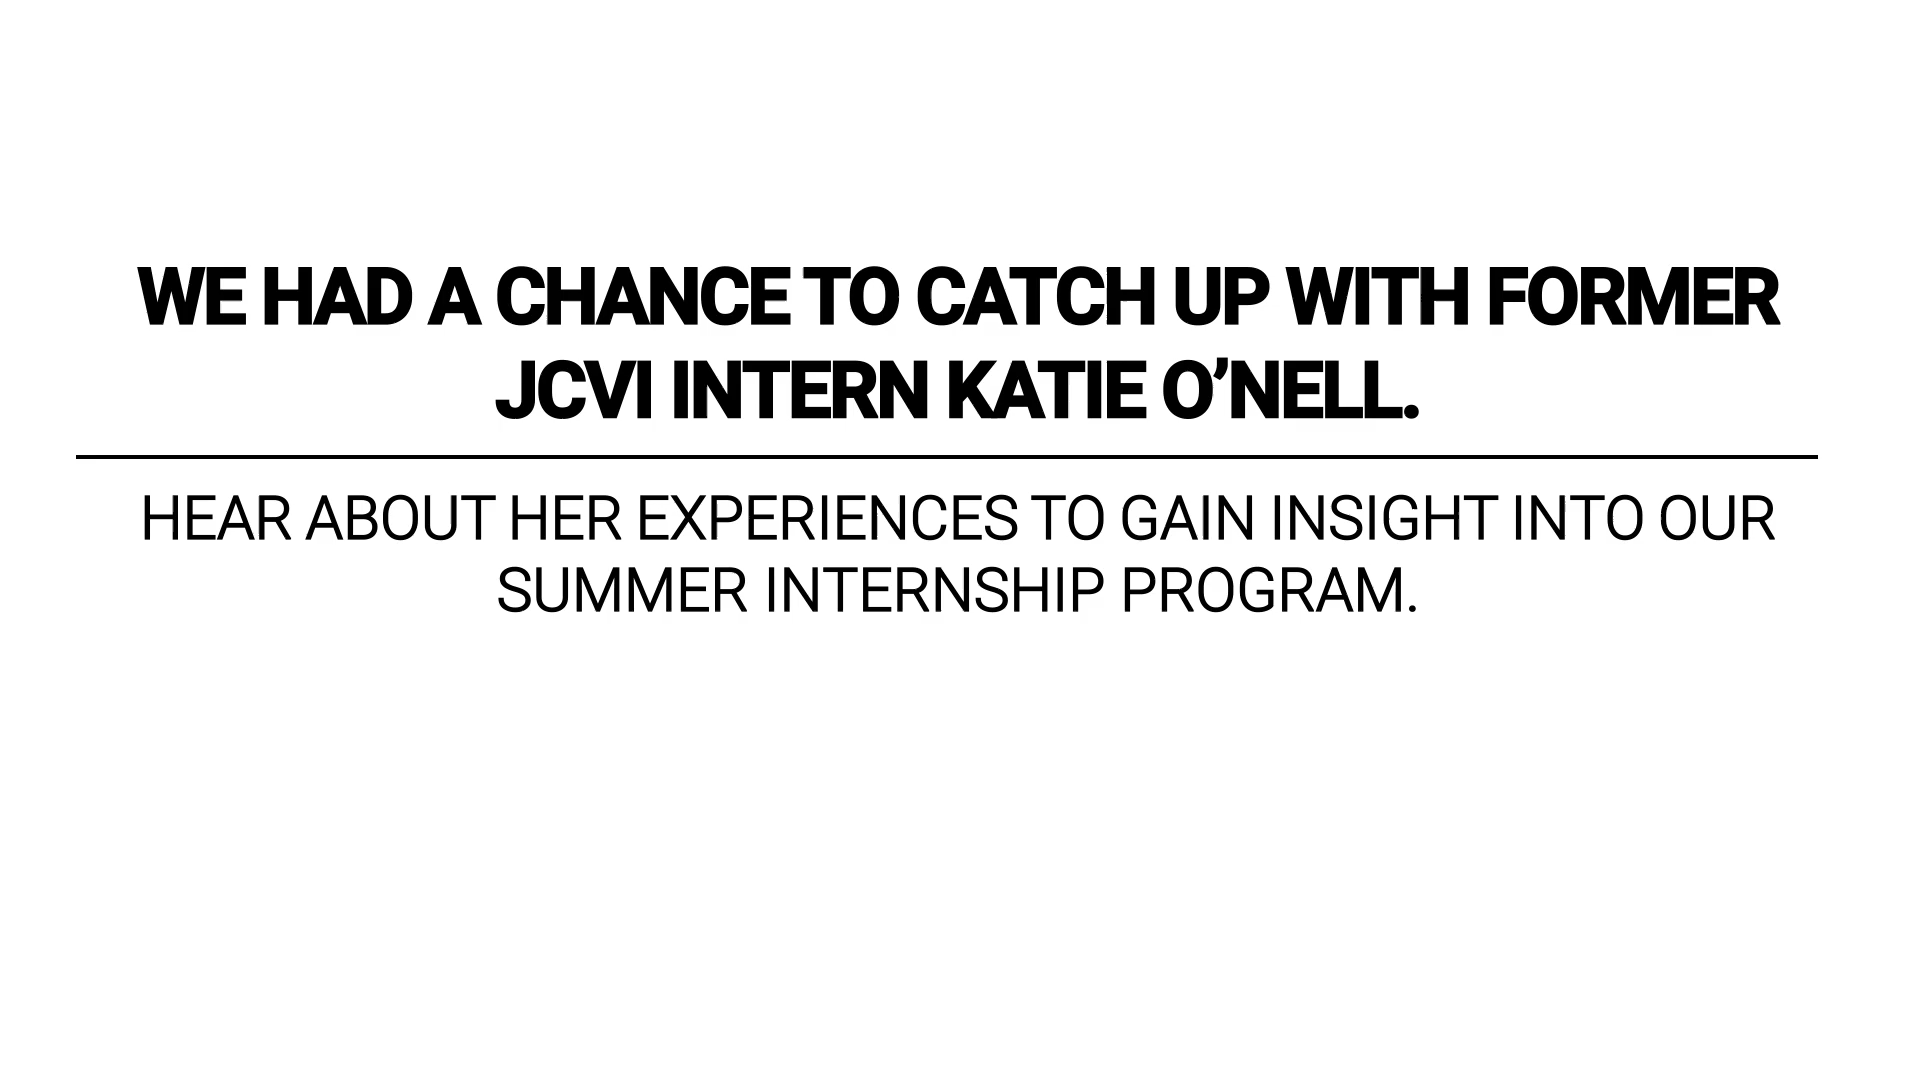 WE HAD A CHANCE TO CATCH UP WITH FORMER
JCVI INTERN KATIE O’NELL.
HEAR ABOUT HER EXPERIENCES TO GAIN INSIGHT INTO OUR
SUMMER INTERNSHIP PROGRAM.